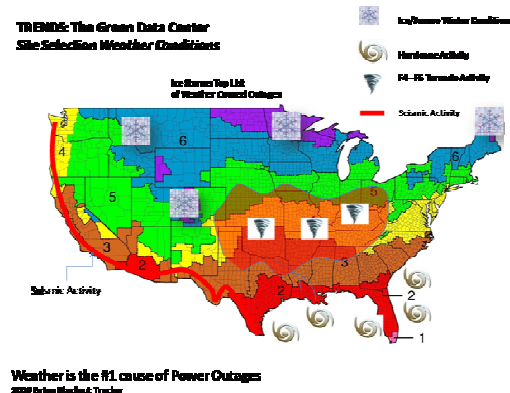 TRENDS: The Green Data Center
Site Selection Weather Conditions
Ice/Snow Winter Conditions
Hurricane Activity
F4-F5 Tornado Activity
Seismic Activity
Ice Storms Top List
of Weather Caused Outages
6
6
4
5
5
3
3
2
2
2
1
Seismic Activity
Weather is the #1 cause of Power Outages
Blackout Tracker